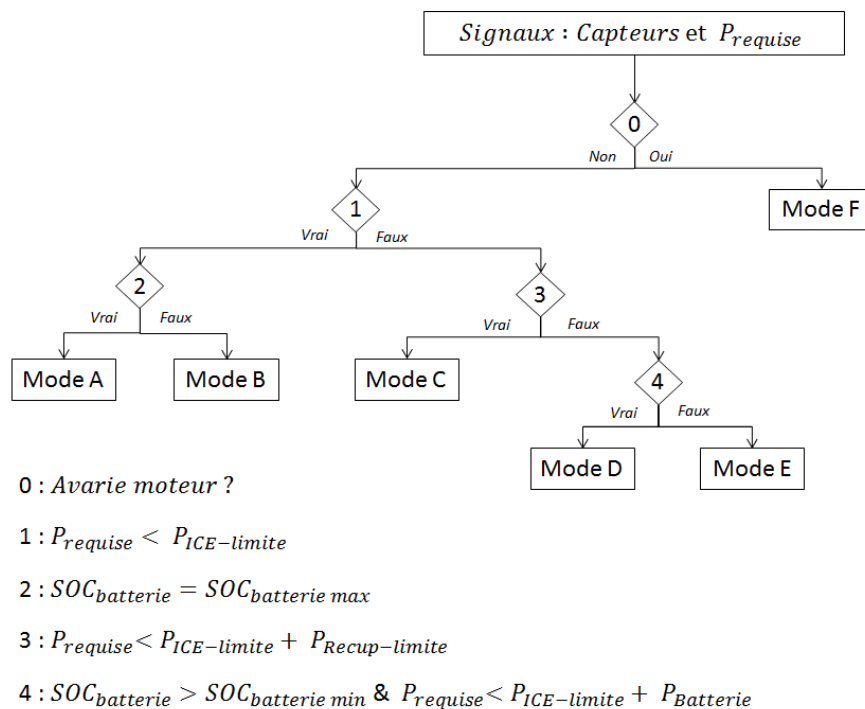 Signaux : Capteurs et P_requise
0
Non Oui
1
Mode F
Vrai Faux
2 3
Vrai Faux Vrai Faux
Mode A Mode B Mode C 4
Vrai Faux
Mode D Mode E
0 : Avarie moteur ?
1 : P_requise < P_ICE−limite
2 : SOC_batterie = SOC_batterie max
3 : P_requise < P_ICE−limite + P_Recup−limite
4 : SOC_batterie > SOC_batterie min & P_requise < P_ICE−limite + P_Batterie